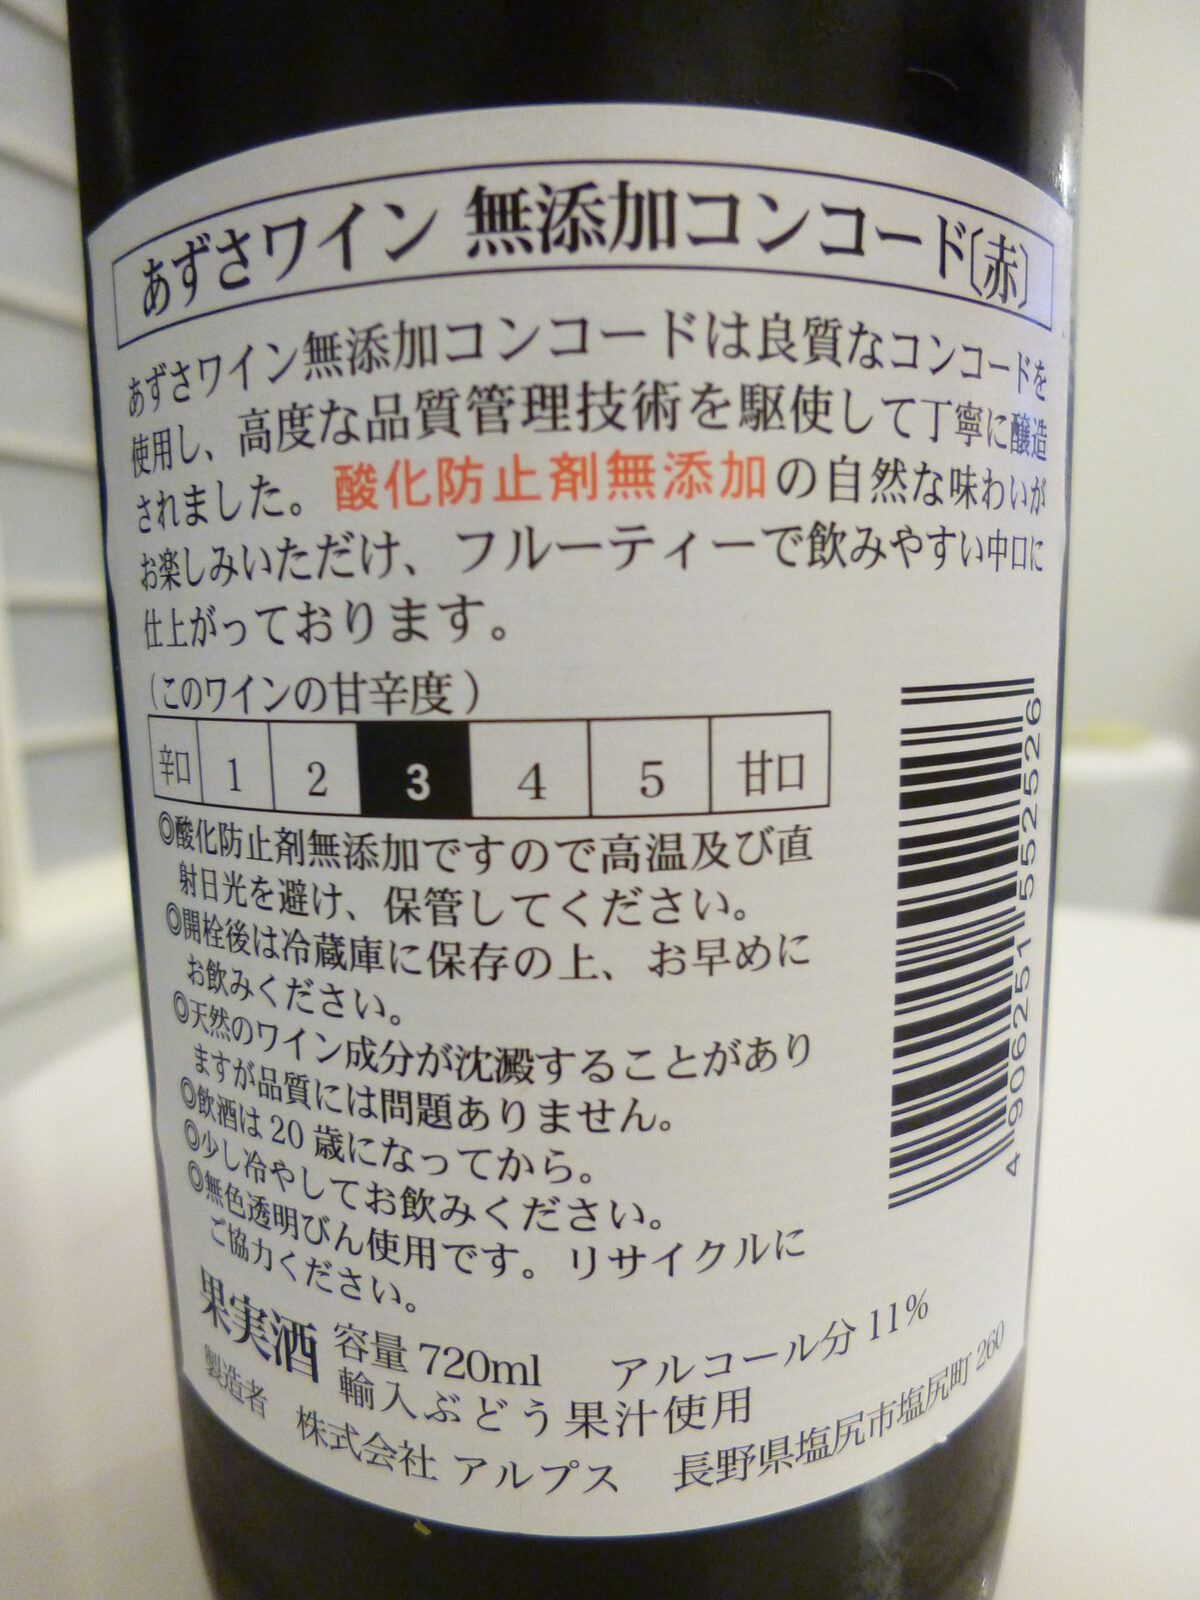 あずさワイン 無添加コンコード〔赤〕
あずさワイン無添加コンコードは良質なコンコードを
使用し、高度な品質管理技術を駆使して丁寧に醸造
されました。酸化防止剤無添加の自然な味わいが
お楽しみいただけ、フルーティーで飲みやすい中口に
仕上がっております。
(このワインの甘辛度)
辛口 1 2 3 4 5 甘口
◎酸化防止剤無添加ですので高温及び直
射日光を避け、保管してください。
◎開栓後は冷蔵庫に保存の上、お早めに
お飲みください。
◎天然のワイン成分が沈澱することがあり
ますが品質には問題ありません。
◎飲酒は20歳になってから。
◎少し冷やしてお飲みください。
◎無色透明びん使用です。リサイクルに
ご協力ください。
果実酒 容量 720ml アルコール分 11%
輸入ぶどう果汁使用
製造者 株式会社 アルプス 長野県塩尻市塩尻町 260
4906251552526